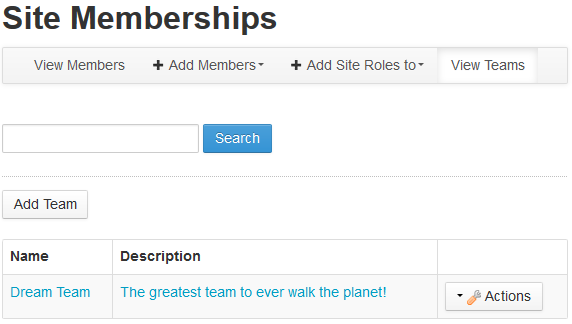 Site Memberships
View Members + Add Members + Add Site Roles to View Teams
Search
Add Team
Name Description
Dream Team The greatest team to ever walk the planet! Actions